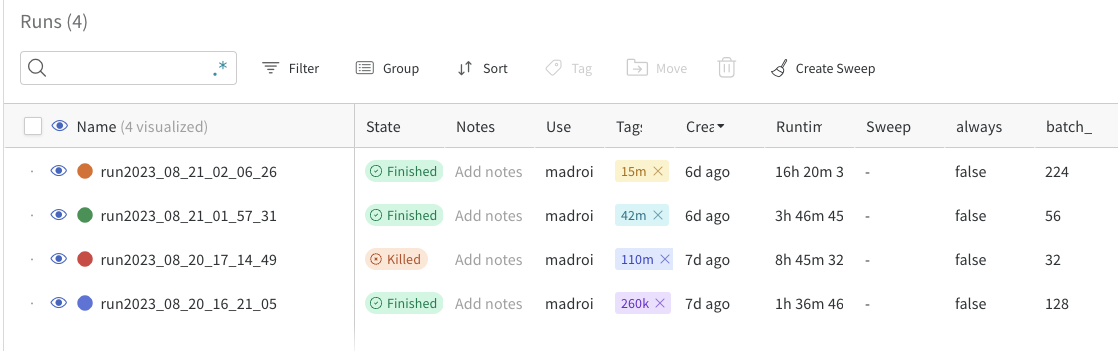 Runs (4)
.* Filter Group Sort Tag Move Create Sweep
Name (4 visualized) State Notes Use Tags Crea Runtim Sweep always batch_
run2023_08_21_02_06_26 Finished Add notes madroi 15m 6d ago 16h 20m 3 - false 224
run2023_08_21_01_57_31 Finished Add notes madroi 42m 6d ago 3h 46m 45 - false 56
run2023_08_20_17_14_49 Killed Add notes madroi 110m 7d ago 8h 45m 32 - false 32
run2023_08_20_16_21_05 Finished Add notes madroi 260k 7d ago 1h 36m 46 - false 128